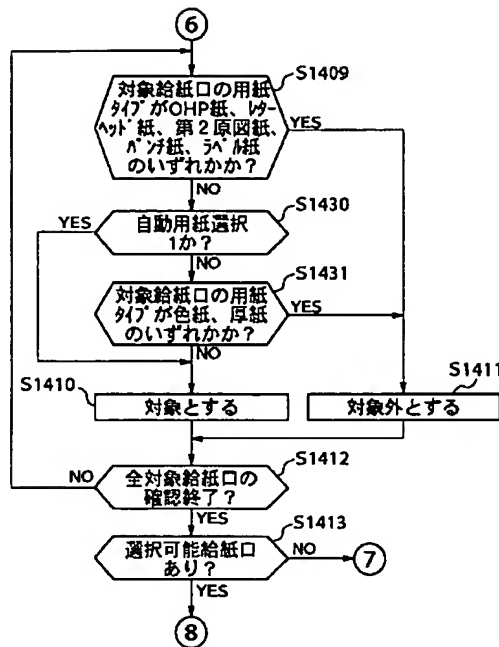 ⑥
S1409
対象給紙口の用紙
タイプがOHP紙、レター
ヘッド紙、第2原図紙、
パンチ紙、ラベル紙
のいずれかか？
YES
NO
S1430
YES
自動用紙選択
1か？
NO
S1431
対象給紙口の用紙
タイプが色紙、厚紙
のいずれかか？
YES
NO
S1410
S1411
対象とする
対象外とする
S1412
NO
全対象給紙口の
確認終了？
YES
S1413
選択可能給紙口
あり？
NO
⑦
YES
⑧